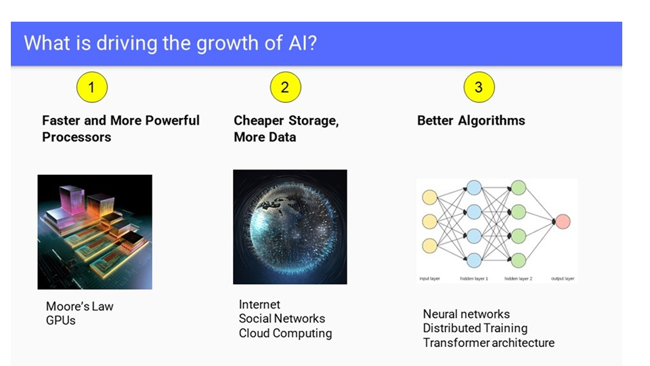 What is driving the growth of AI?
1
Faster and More Powerful
Processors
Moore's Law
GPUs
2
Cheaper Storage,
More Data
Internet
Social Networks
Cloud Computing
3
Better Algorithms
input layer
hidden layer 1
hidden layer 2
output layer
Neural networks
Distributed Training
Transformer architecture